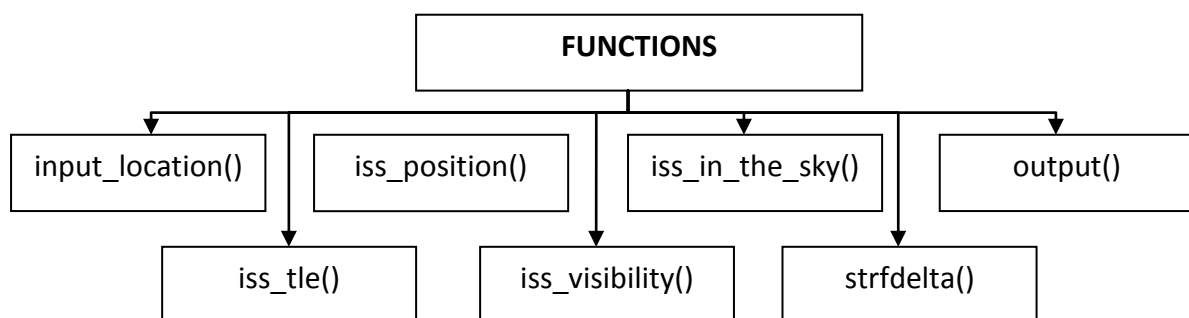 FUNCTIONS
input_location()
iss_position()
iss_in_the_sky()
output()
iss_tle()
iss_visibility()
strfdelta()